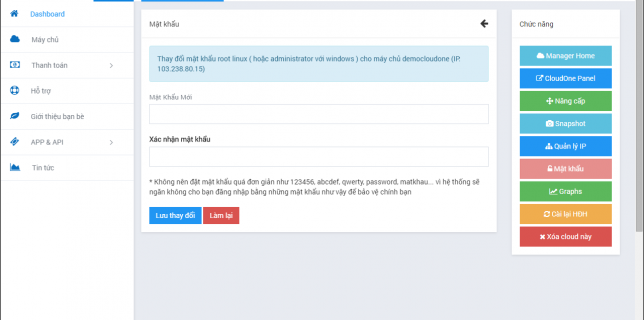 Dashboard
Máy chủ
Thanh toán
Hỗ trợ
Giới thiệu bạn bè
APP & API
Tin tức
Mật khẩu
Thay đổi mật khẩu root linux ( hoặc administrator với windows ) cho máy chủ democloudone (IP:
103.238.80.15)
Mật Khẩu Mới
Xác nhận mật khẩu
* Không nên đặt mật khẩu quá đơn giản như 123456, abcdef, qwerty, password, matkhau... vì hệ thống sẽ
ngăn không cho bạn đăng nhập bằng những mật khẩu như vậy để bảo vệ chính bạn
Lưu thay đổi
Làm lại
Chức năng
Manager Home
CloudOne Panel
Nâng cấp
Snapshot
Quản lý IP
Mật khẩu
Graphs
Cài lại HĐH
Xóa cloud này